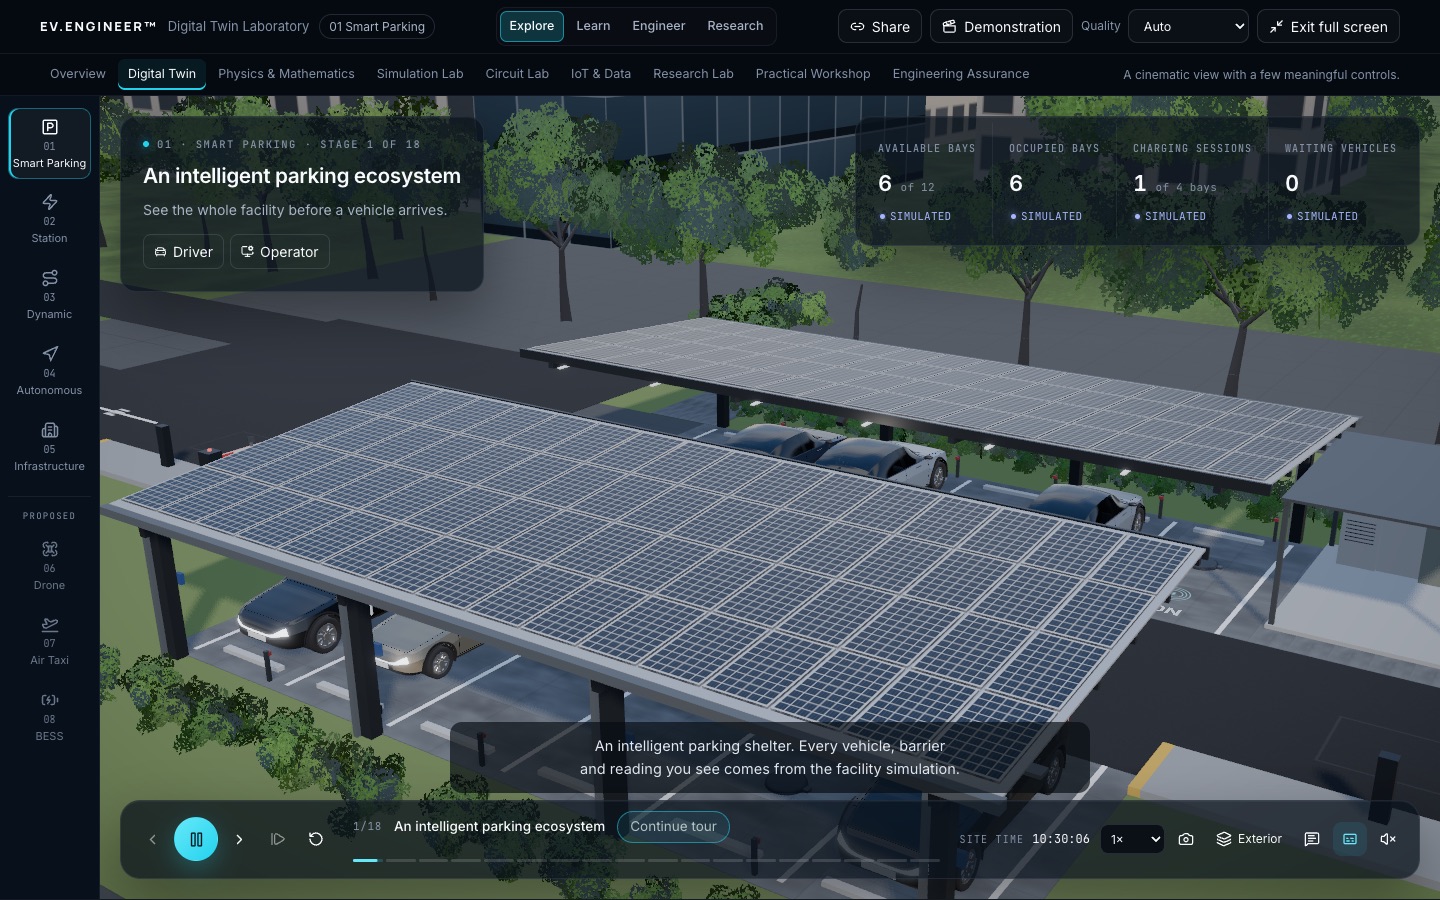 EV.ENGINEER™ Digital Twin Laboratory 01 Smart Parking
Explore Learn Engineer Research
Share Demonstration Quality Auto Exit full screen
Overview Digital Twin Physics & Mathematics Simulation Lab Circuit Lab IoT & Data Research Lab Practical Workshop Engineering Assurance
A cinematic view with a few meaningful controls.
01
Smart Parking
02
Station
03
Dynamic
04
Autonomous
05
Infrastructure
PROPOSED
06
Drone
07
Air Taxi
08
BESS
01 · SMART PARKING · STAGE 1 OF 18
An intelligent parking ecosystem
See the whole facility before a vehicle arrives.
Driver Operator
AVAILABLE BAYS OCCUPIED BAYS CHARGING SESSIONS WAITING VEHICLES
6 of 12 6 1 of 4 bays 0
SIMULATED SIMULATED SIMULATED SIMULATED
An intelligent parking shelter. Every vehicle, barrier
and reading you see comes from the facility simulation.
1/18 An intelligent parking ecosystem Continue tour
SITE TIME 10:30:06 1× Exterior